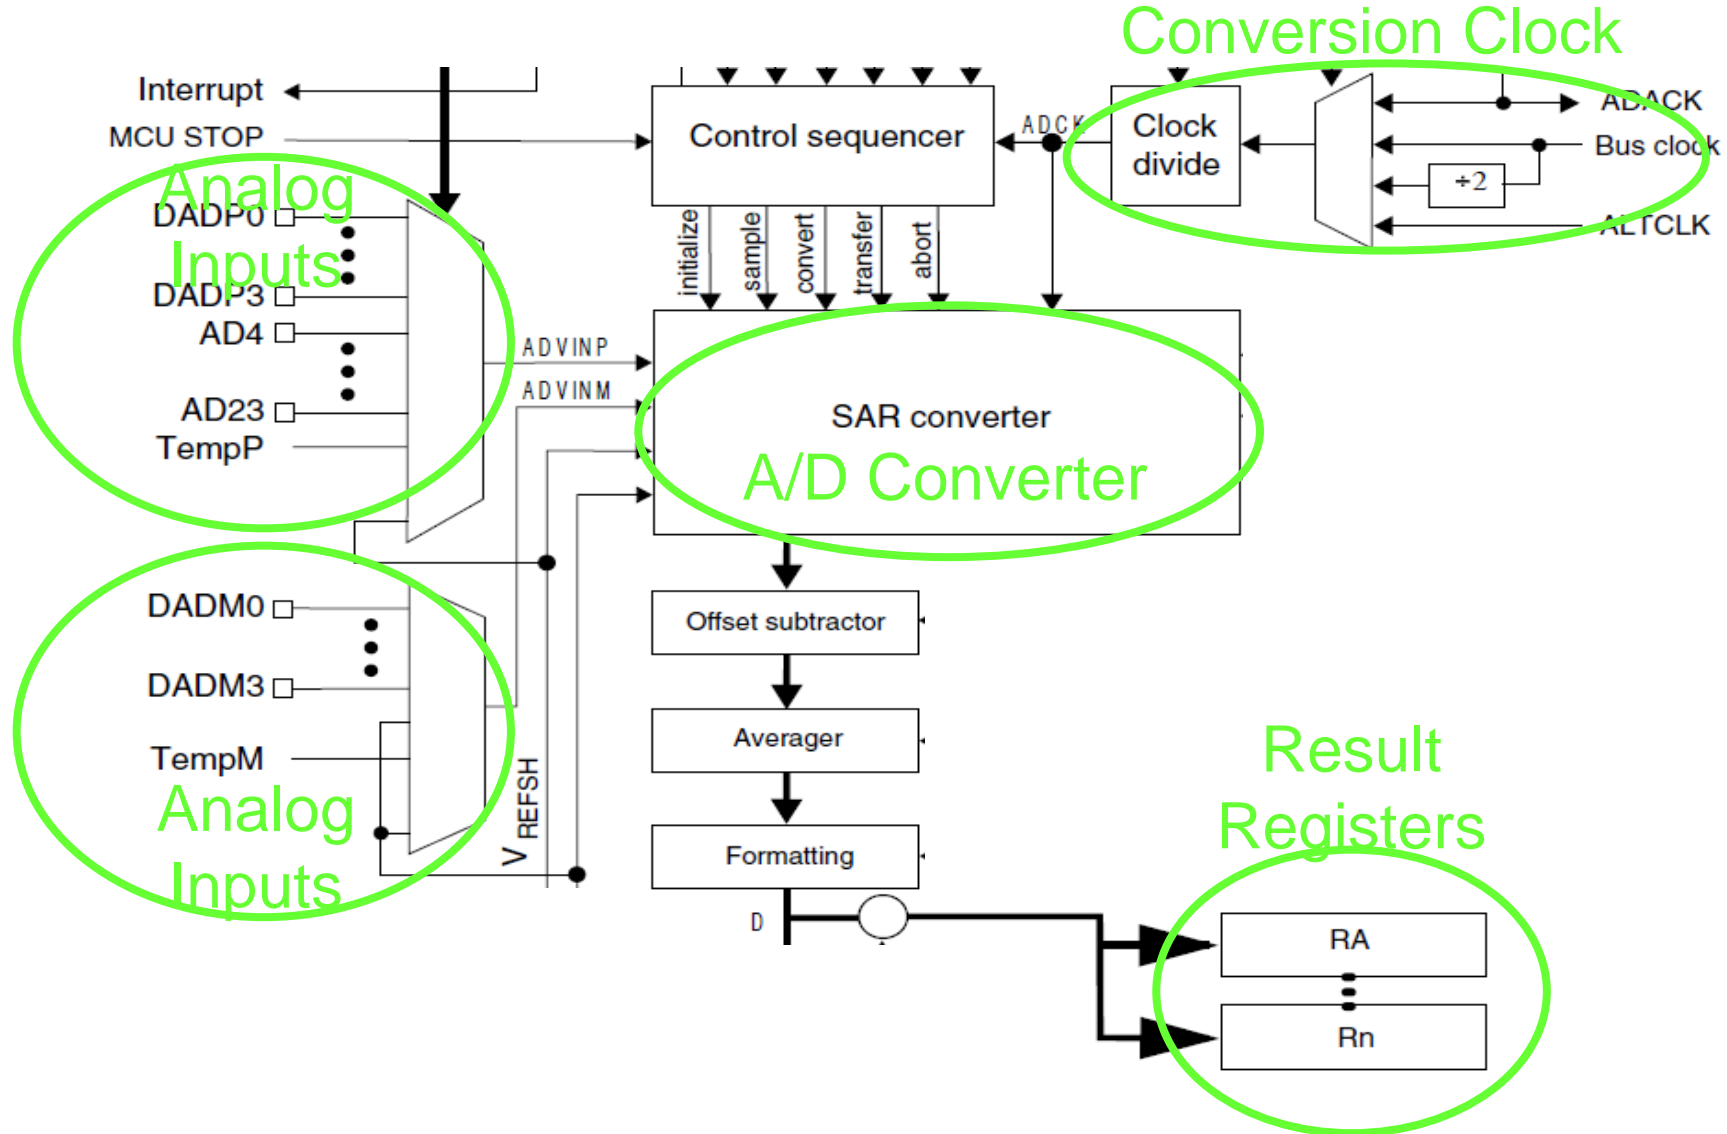 Conversion Clock
Interrupt
MCU STOP
Control sequencer
ADCK
Clock
divide
ADACK
Bus clock
÷2
ALTCLK
Analog
Inputs
DADP0
DADP3
AD4
AD23
TempP
initialize
sample
convert
transfer
abort
ADVINP
ADVINM
SAR converter
A/D Converter
DADM0
DADM3
TempM
Analog
Inputs
VREFSH
Offset subtractor
Averager
Formatting
D
Result
Registers
RA
Rn